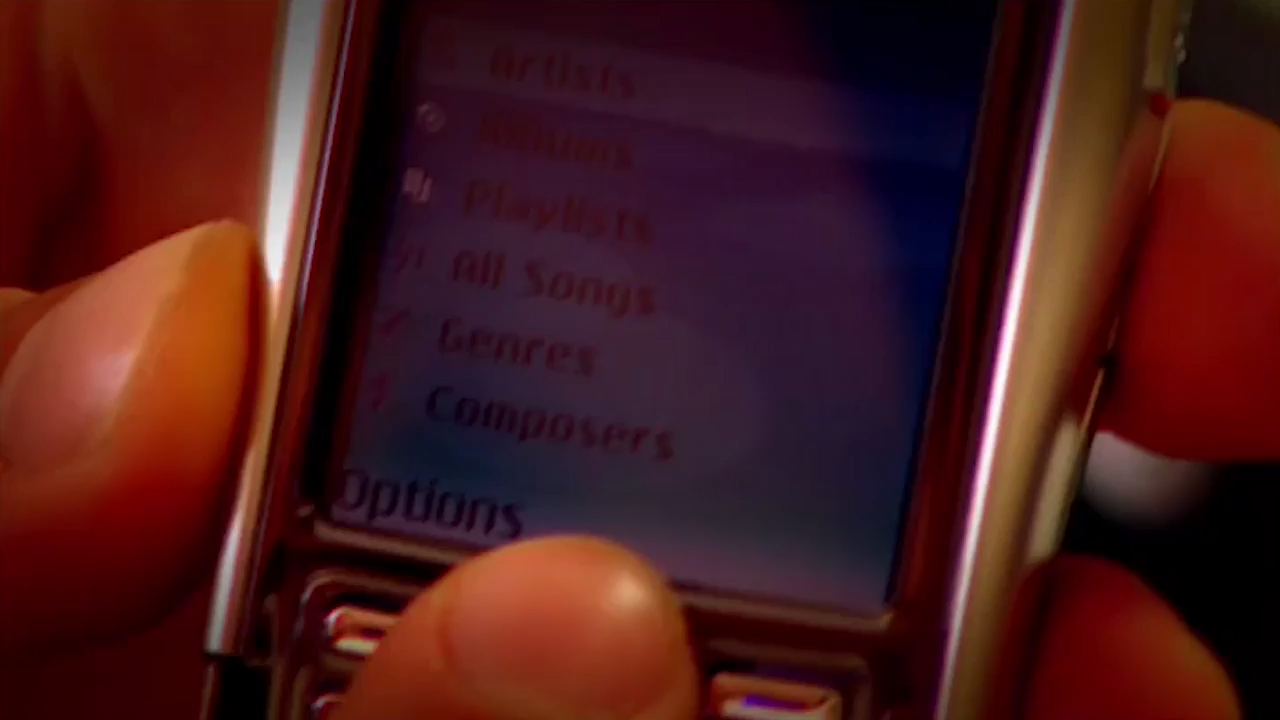 Artists
Albums
Playlists
All Songs
Genres
Composers
Options